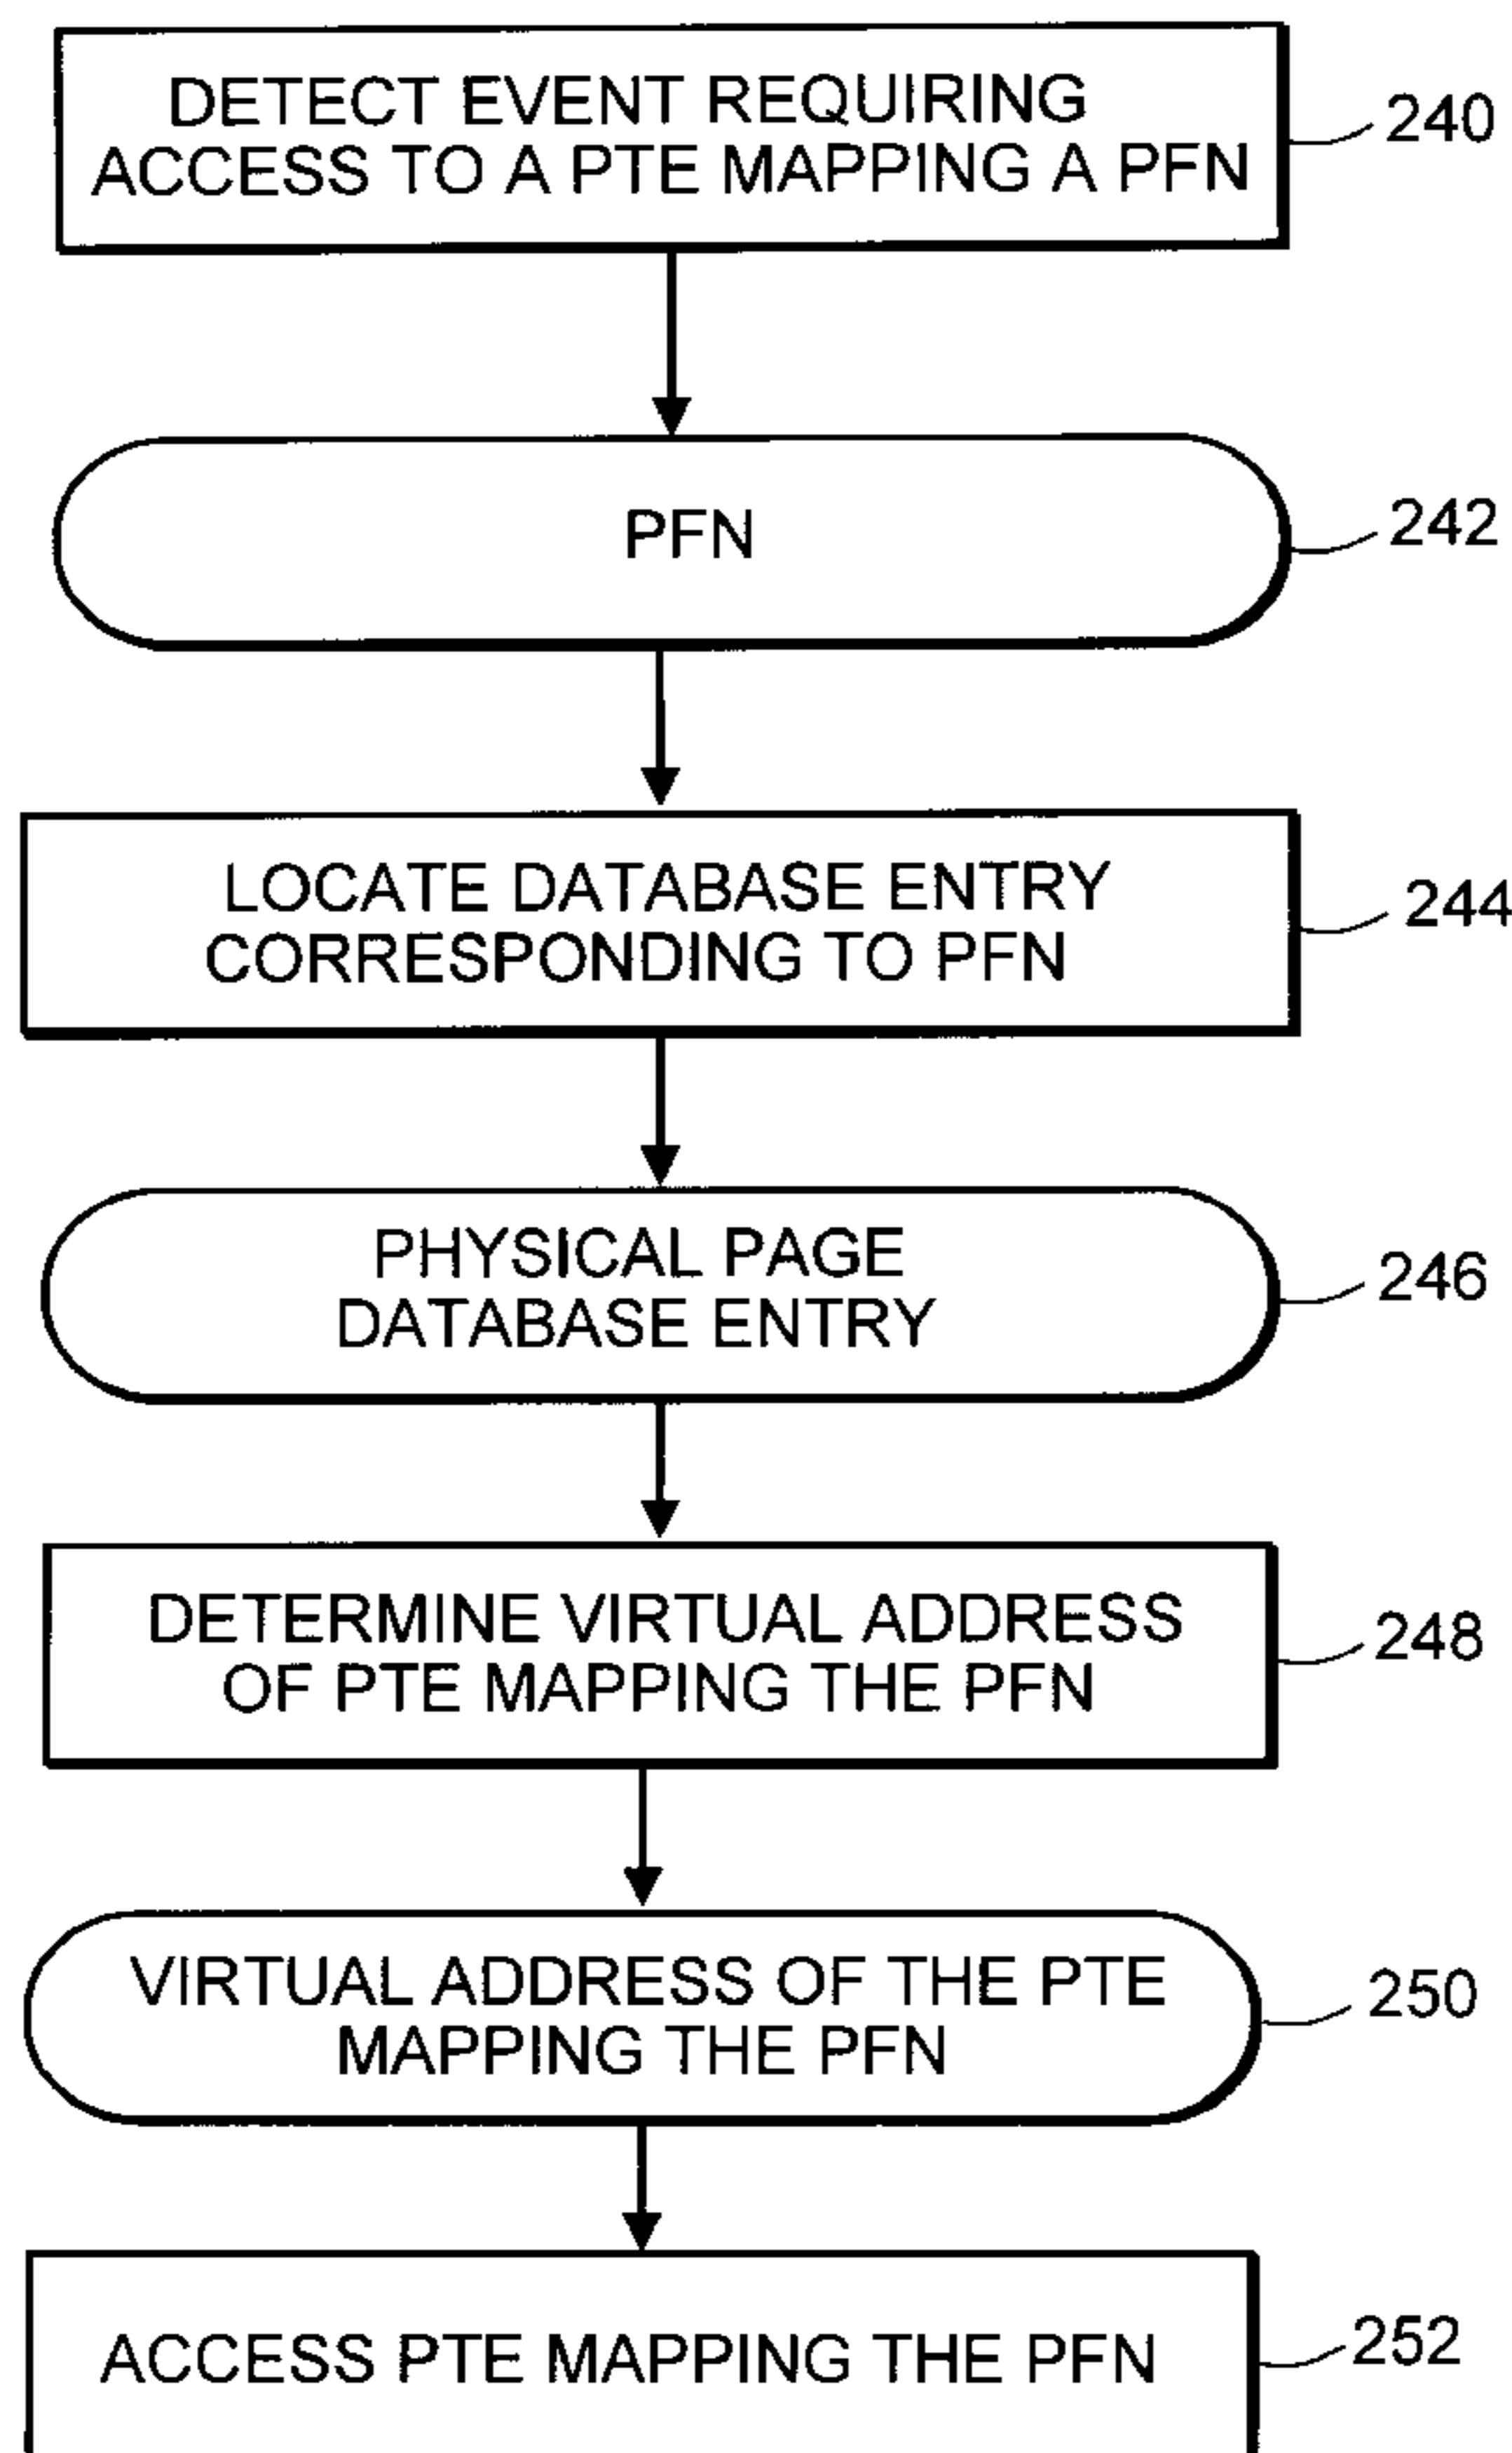 DETECT EVENT REQUIRING
ACCESS TO A PTE MAPPING A PFN
240
PFN
242
LOCATE DATABASE ENTRY
CORRESPONDING TO PFN
244
PHYSICAL PAGE
DATABASE ENTRY
246
DETERMINE VIRTUAL ADDRESS
OF PTE MAPPING THE PFN
248
VIRTUAL ADDRESS OF THE PTE
MAPPING THE PFN
250
ACCESS PTE MAPPING THE PFN
252